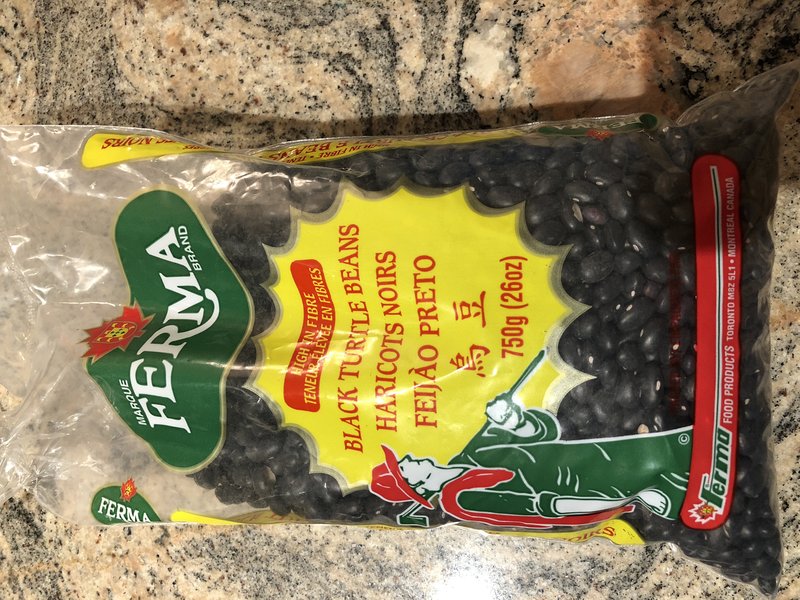 MARQUE
FERMA
BRAND
HIGH IN FIBRE
TENEUR ÉLEVÉE EN FIBRES
BLACK TURTLE BEANS
HARICOTS NOIRS
FEIJÀO PRETO
烏豆
750g (26oz)
©
Ferma FOOD PRODUCTS TORONTO M8Z 5L1 • MONTREAL CANADA
FERMA